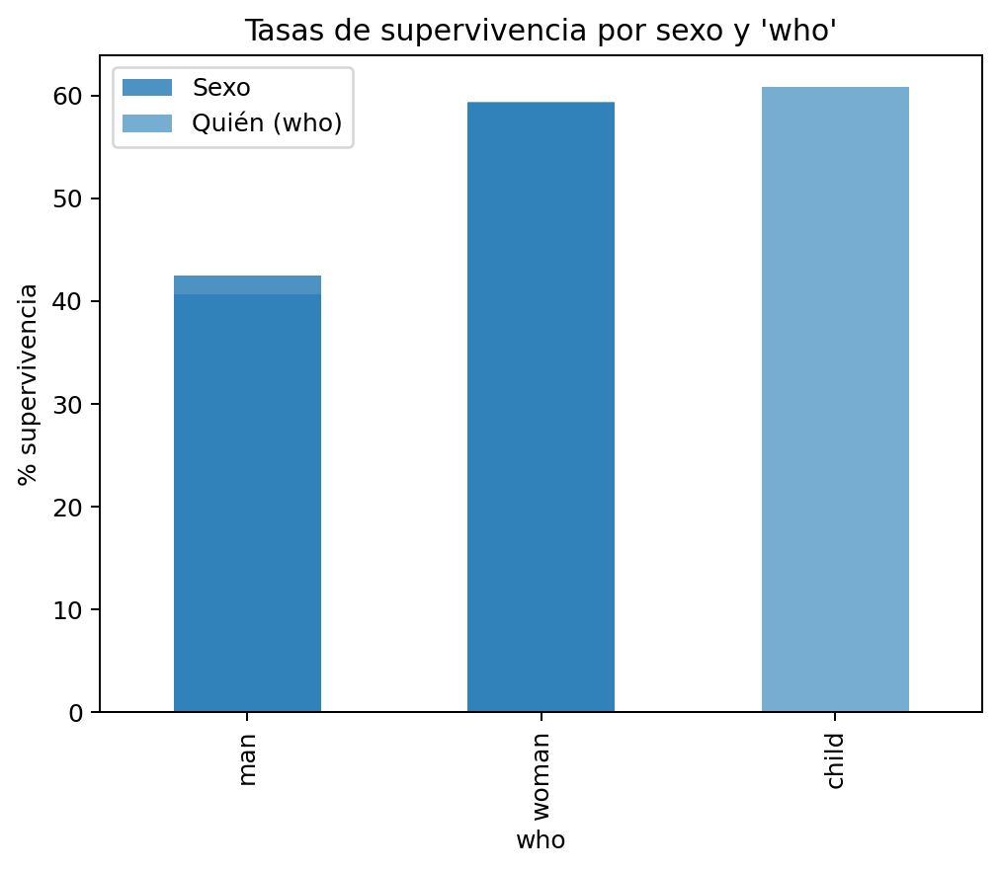 Tasas de supervivencia por sexo y 'who'
Sexo
Quién (who)
% supervivencia
60
50
40
30
20
10
0
man
woman
child
who